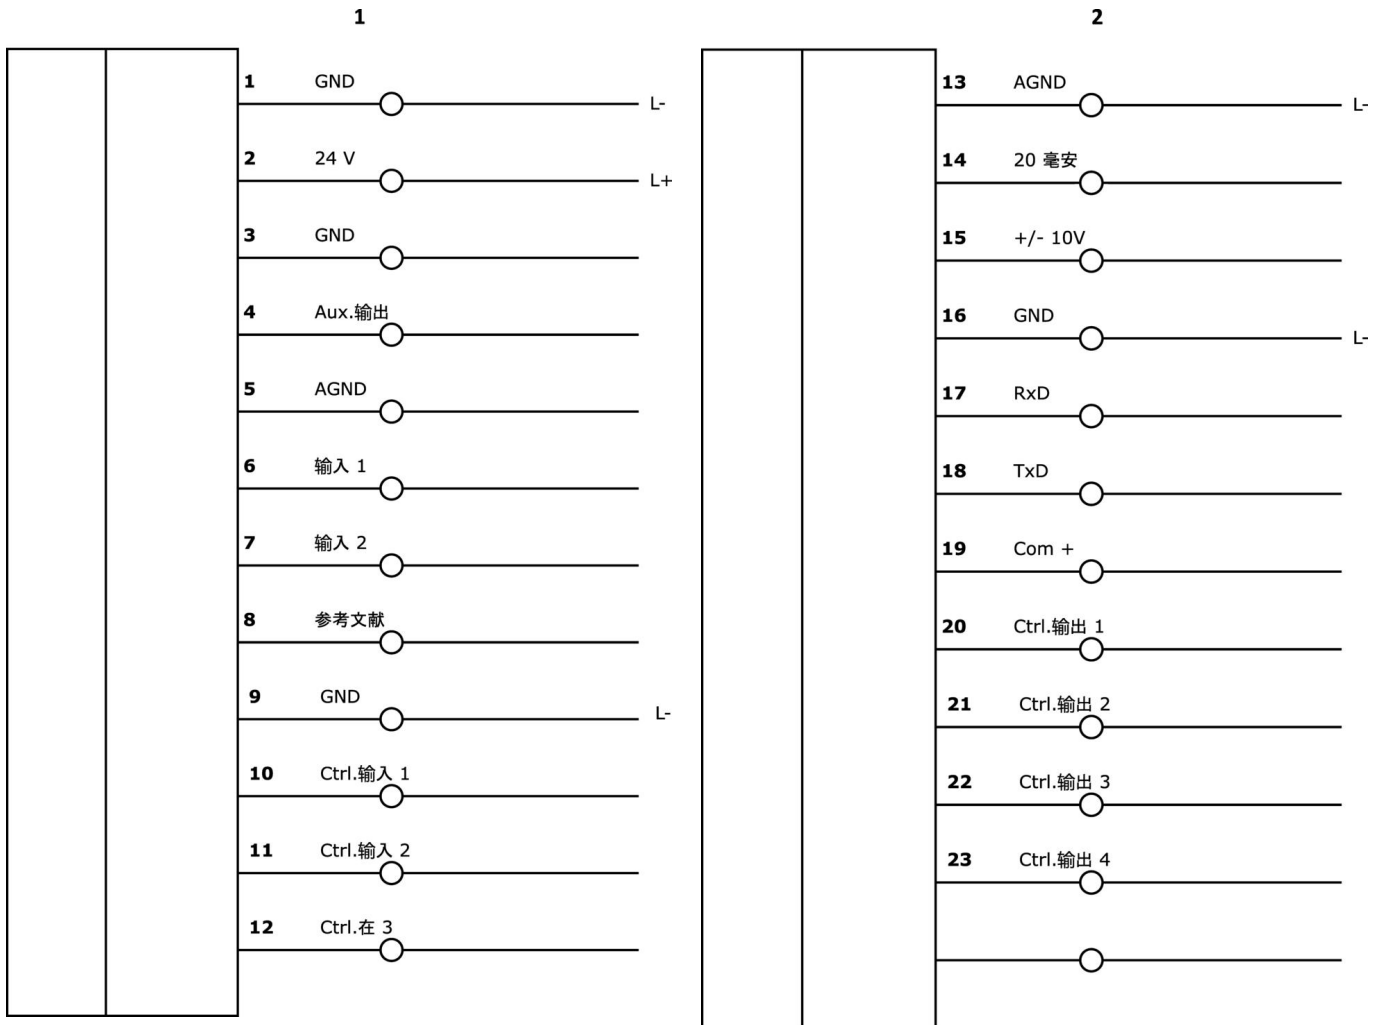 1
1 GND L-
2 24 V L+
3 GND
4 Aux.输出
5 AGND
6 输入 1
7 输入 2
8 参考文献
9 GND L-
10 Ctrl.输入 1
11 Ctrl.输入 2
12 Ctrl.在 3
2
13 AGND L-
14 20 毫安
15 +/- 10V
16 GND L-
17 RxD
18 TxD
19 Com +
20 Ctrl.输出 1
21 Ctrl.输出 2
22 Ctrl.输出 3
23 Ctrl.输出 4